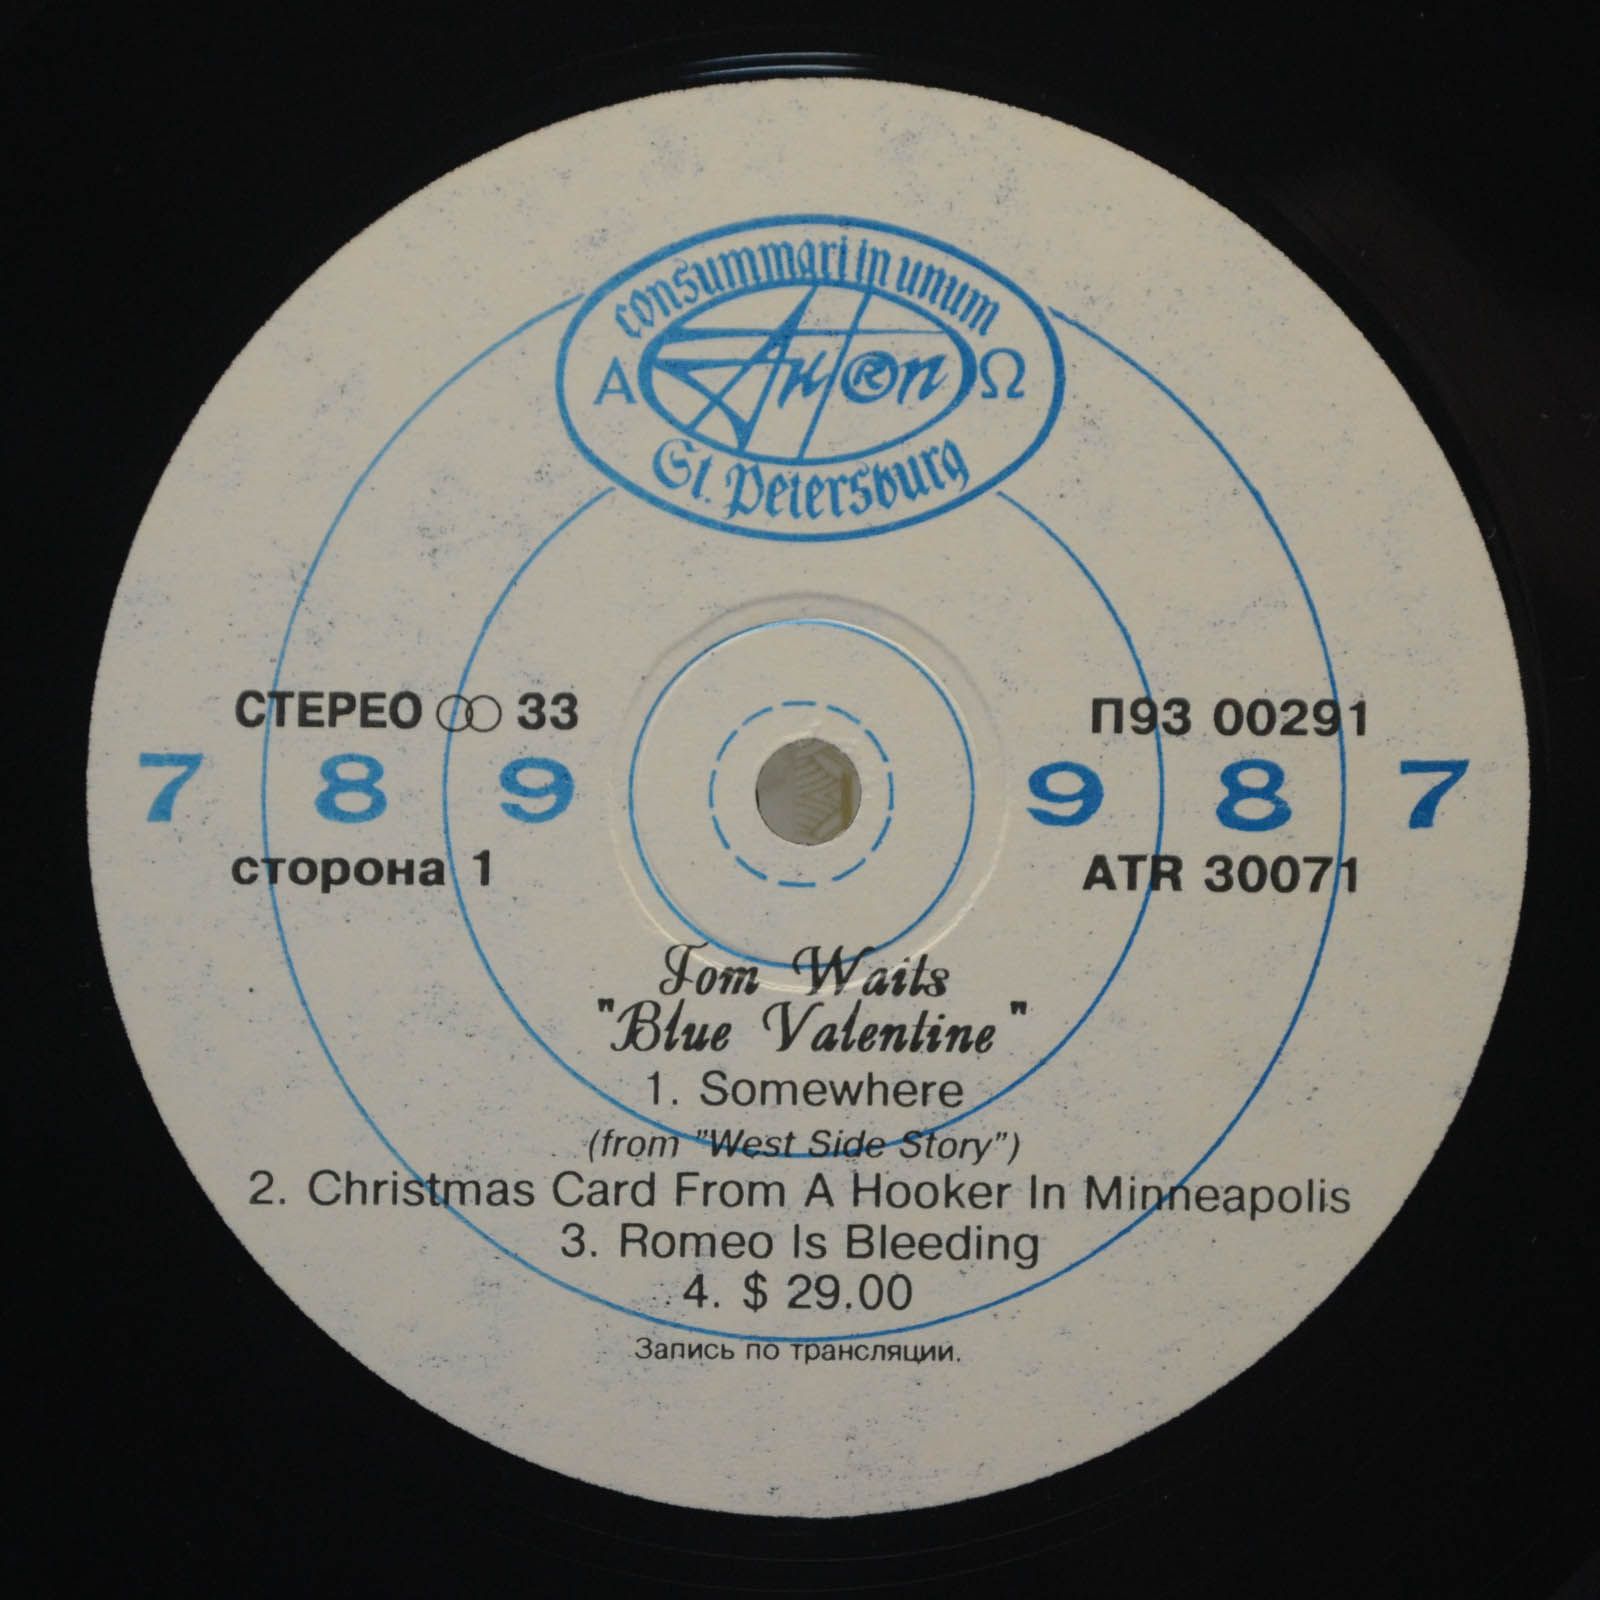 consummari in unum
Α AnTRon Ω
St. Petersburg
СТЕРЕО 33
П93 00291
7 8 9 9 8 7
сторона 1
ATR 30071
Tom Waits
"Blue Valentine"
1. Somewhere
(from "West Side Story")
2. Christmas Card From A Hooker In Minneapolis
3. Romeo Is Bleeding
4. $ 29.00
Запись по трансляции.